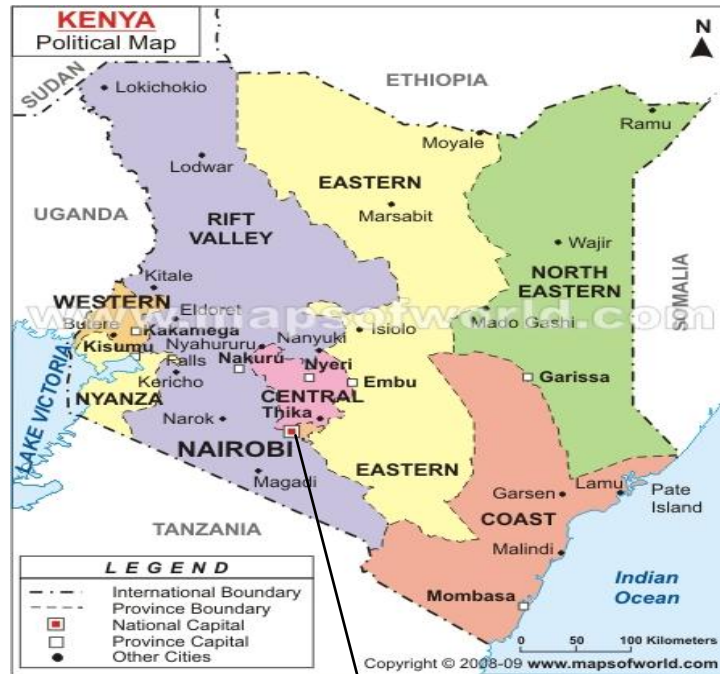 KENYA
Political Map
N
SUDAN
ETHIOPIA
Lokichokio
Ramu
Moyale
Lodwar
EASTERN
Marsabit
UGANDA
RIFT
VALLEY
Wajir
SOMALIA
Kitale
NORTH
EASTERN
WESTERN
Eldoret
www.mapsofworld.com
Butere
Kakamega
Isiolo
Mado Gashi
Kisumu
Nyahururu
Nanyuki
Falls
Nakuru
Nyeri
Kericho
Embu
Garissa
LAKE VICTORIA
NYANZA
CENTRAL
Thika
Narok
NAIROBI
EASTERN
Magadi
Lamu
Pate
Island
Garsen
COAST
TANZANIA
Malindi
LEGEND
International Boundary
Province Boundary
National Capital
Province Capital
Other Cities
Mombasa
Indian
Ocean
0 50 100 Kilometers
Copyright © 2008-09 www.mapsofworld.com